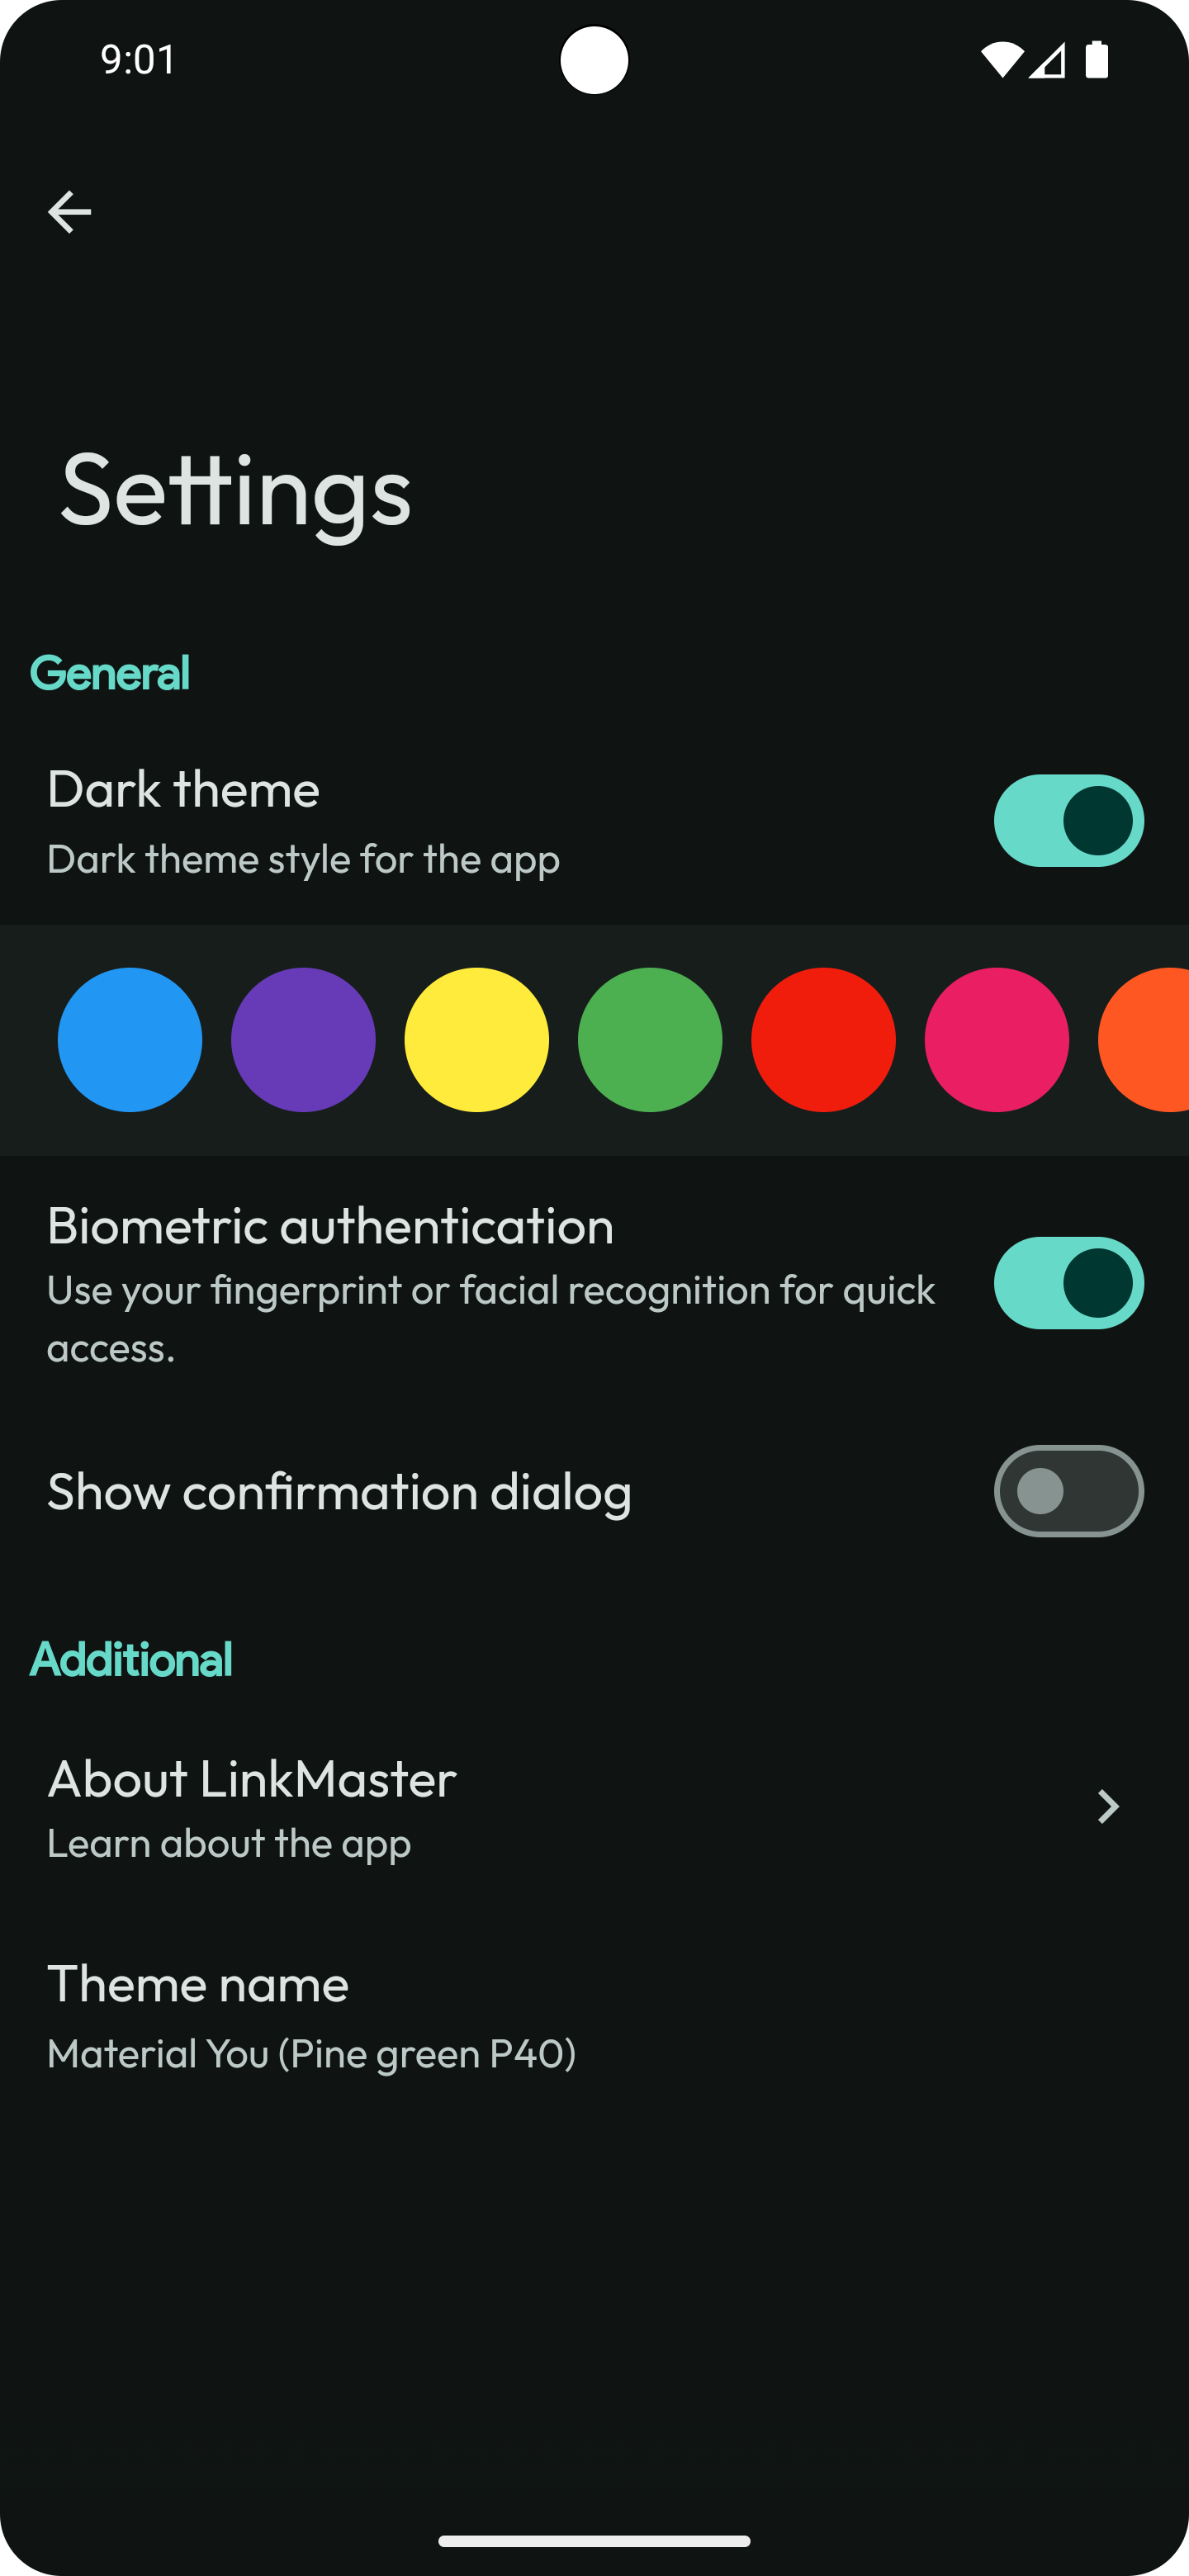 9:01
Settings
General
Dark theme
Dark theme style for the app
Biometric authentication
Use your fingerprint or facial recognition for quick
access.
Show confirmation dialog
Additional
About LinkMaster
Learn about the app
Theme name
Material You (Pine green P40)